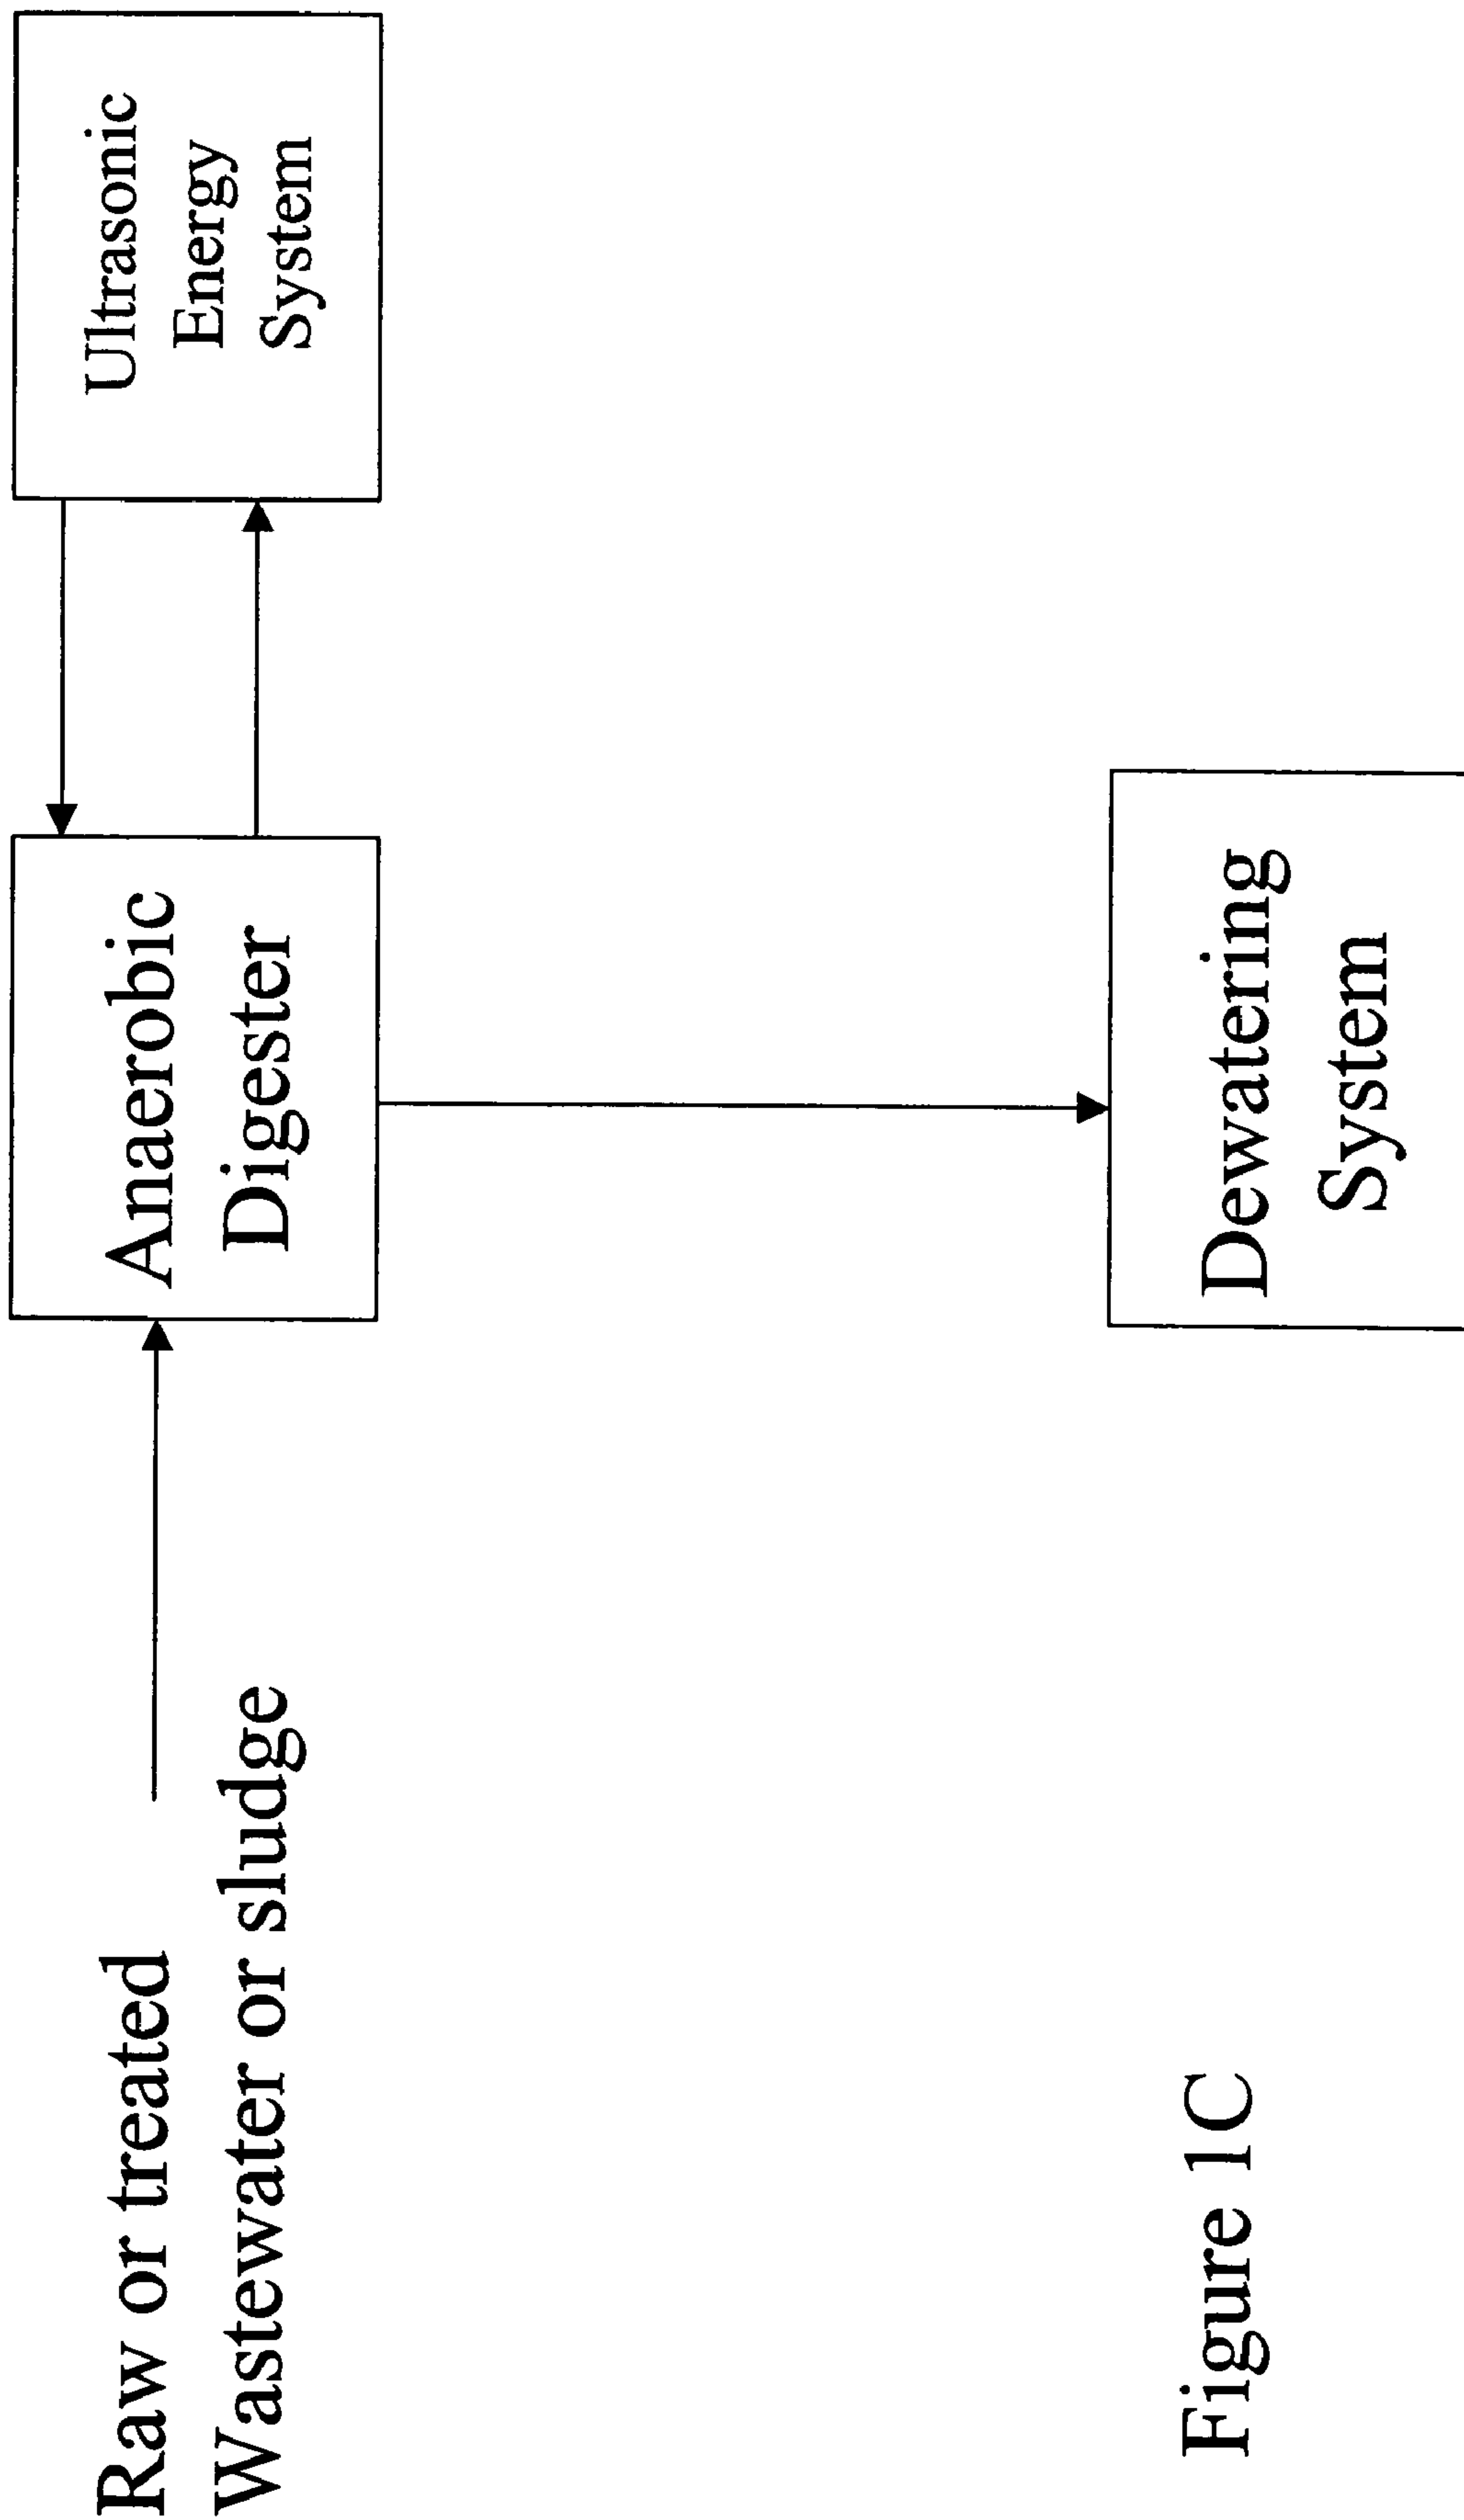 Raw or treated
Wastewater or sludge
Anaerobic
Digester
Ultrasonic
Energy
System
Dewatering
System
Figure 1C